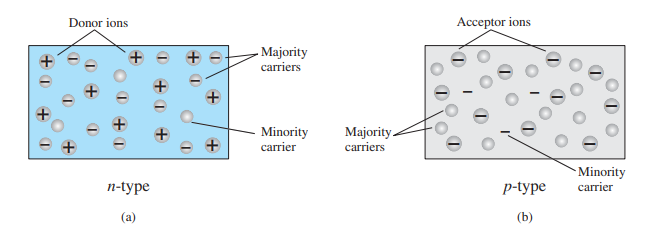 Donor ions
Majority
carriers
Minority
carrier
n-type
(a)
Acceptor ions
Majority
carriers
Minority
carrier
p-type
(b)